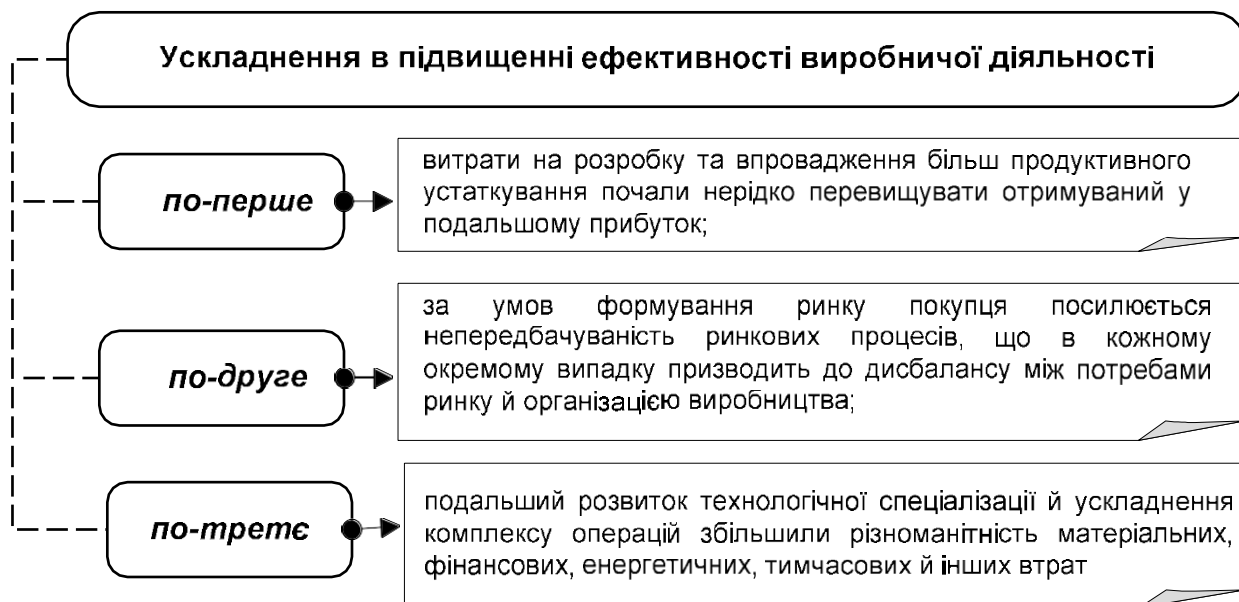 Ускладнення в підвищенні ефективності виробничої діяльності
по-перше
витрати на розробку та впровадження більш продуктивного
устаткування почали нерідко перевищувати отримуваний у
подальшому прибуток;
по-друге
за умов формування ринку покупця посилюється
непередбачуваність ринкових процесів, що в кожному
окремому випадку призводить до дисбалансу між потребами
ринку й організацією виробництва;
по-третє
подальший розвиток технологічної спеціалізації й ускладнення
комплексу операцій збільшили різноманітність матеріальних,
фінансових, енергетичних, тимчасових й інших втрат